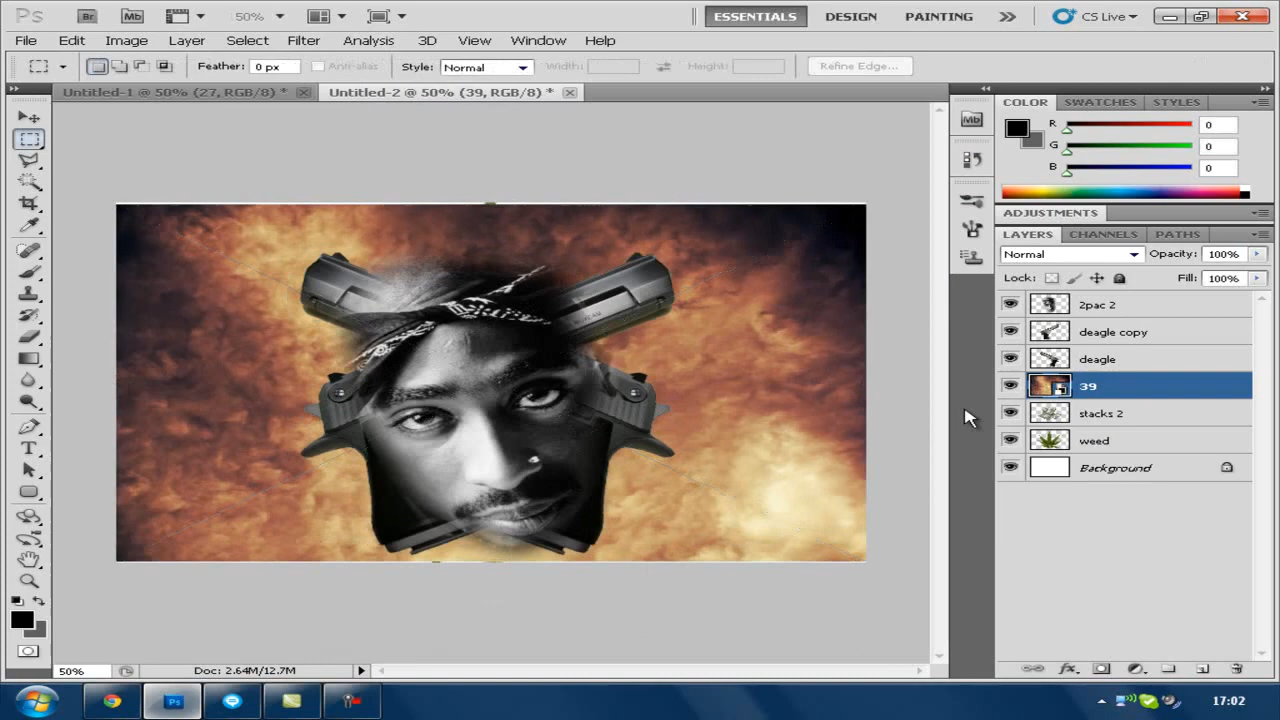 Ps Br Mb 50% ESSENTIALS DESIGN PAINTING CS Live
File Edit Image Layer Select Filter Analysis 3D View Window Help
Feather: 0 px Anti-alias Style: Normal Width: Height: Refine Edge...
Untitled-1 @ 50% (27, RGB/8) * Untitled-2 @ 50% (39, RGB/8) *
COLOR SWATCHES STYLES
Mb
R 0
G 0
B 0
ADJUSTMENTS
LAYERS CHANNELS PATHS
Normal Opacity: 100%
Lock: Fill: 100%
2pac 2
deagle copy
deagle
39
stacks 2
weed
Background
T
50% Doc: 2.64M/12.7M
fx
Ps 17:02